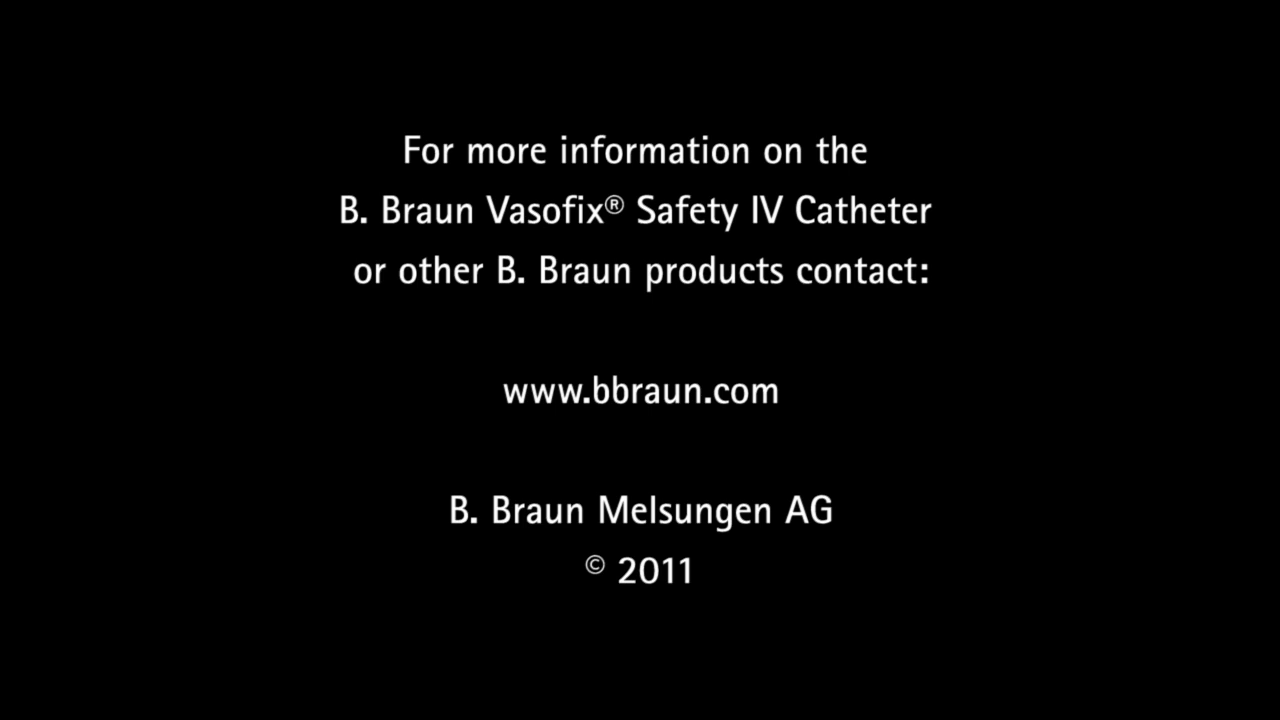 For more information on the
B. Braun Vasofix® Safety IV Catheter
or other B. Braun products contact:
www.bbraun.com
B. Braun Melsungen AG
© 2011